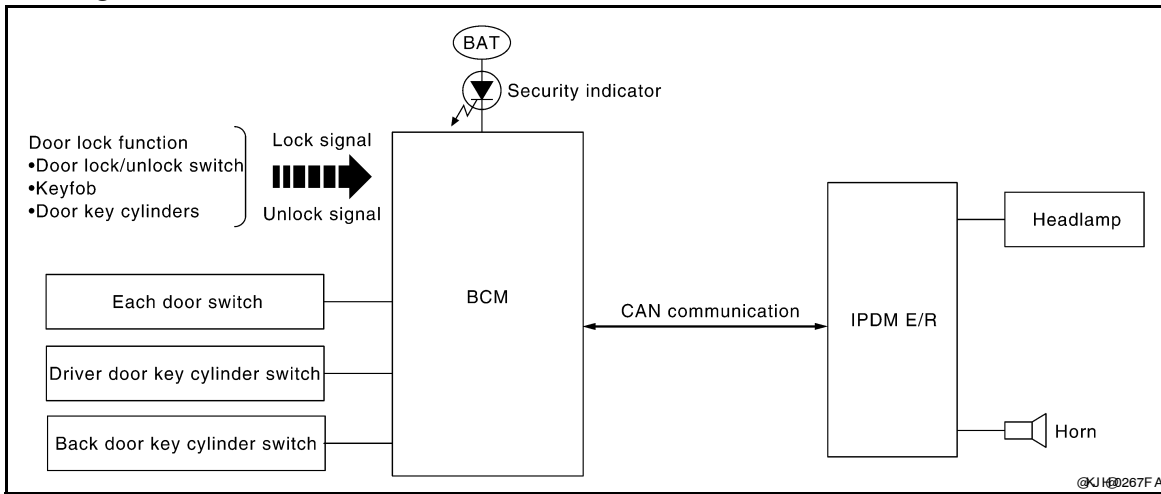 BAT
Security indicator
Door lock function
•Door lock/unlock switch
•Keyfob
•Door key cylinders
Lock signal
Unlock signal
Each door switch
Driver door key cylinder switch
Back door key cylinder switch
BCM
CAN communication
IPDM E/R
Headlamp
Horn